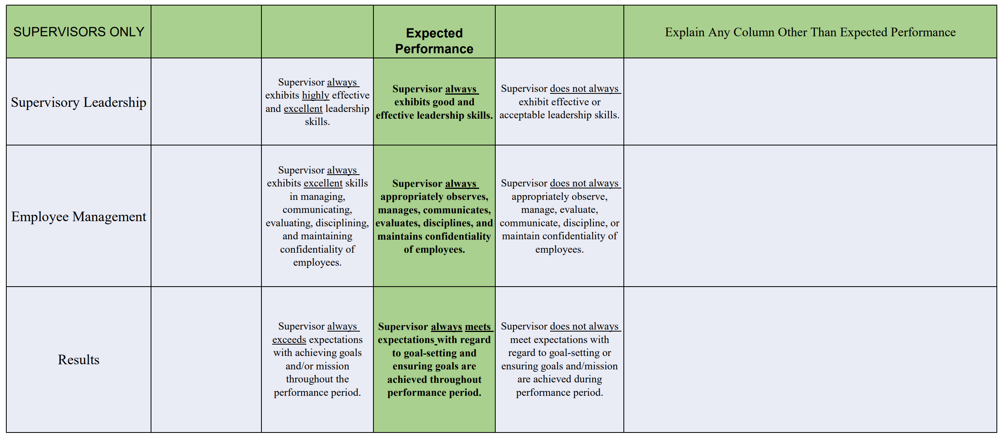 SUPERVISORS ONLY
Expected
Performance
Explain Any Column Other Than Expected Performance
Supervisory Leadership
Supervisor always
exhibits highly effective
and excellent leadership
skills.
Supervisor always
exhibits good and
effective leadership skills.
Supervisor does not always
exhibit effective or
acceptable leadership skills.
Employee Management
Supervisor always
exhibits excellent skills
in managing,
communicating,
evaluating, disciplining,
and maintaining
confidentiality of
employees.
Supervisor always
appropriately observes,
manages, communicates,
evaluates, disciplines, and
maintains confidentiality
of employees.
Supervisor does not always
appropriately observe,
manage, evaluate,
communicate, discipline, or
maintain confidentiality of
employees.
Results
Supervisor always
exceeds expectations
with achieving goals
and/or mission
throughout the
performance period.
Supervisor always meets
expectations with regard
to goal-setting and
ensuring goals are
achieved throughout
performance period.
Supervisor does not always
meet expectations with
regard to goal-setting or
ensuring goals and/mission
are achieved during
performance period.